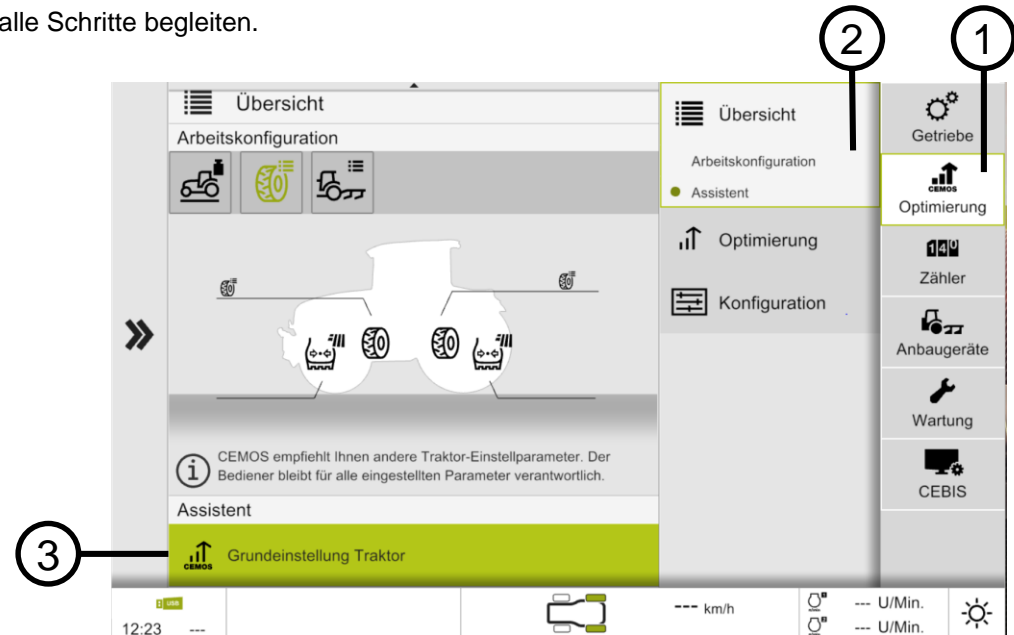 alle Schritte begleiten.
2
1
Übersicht
Arbeitskonfiguration
CEMOS empfiehlt Ihnen andere Traktor-Einstellparameter. Der
Bediener bleibt für alle eingestellten Parameter verantwortlich.
Assistent
3
CEMOS
Grundeinstellung Traktor
Übersicht
Arbeitskonfiguration
Assistent
Optimierung
Konfiguration
Getriebe
CEMOS
Optimierung
140
Zähler
Anbaugeräte
Wartung
CEBIS
USB
12:23 ---
--- km/h
--- U/Min.
--- U/Min.